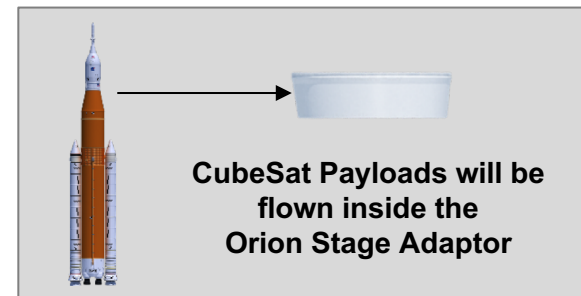 CubeSat Payloads will be
flown inside the
Orion Stage Adaptor